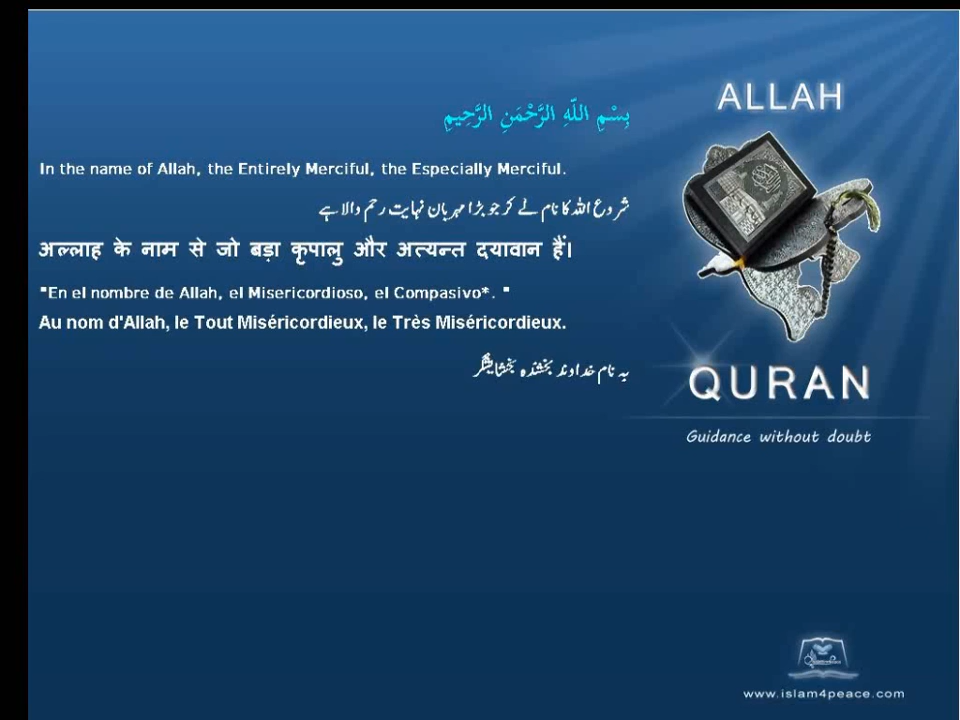 بِسْمِ اللّهِ الرَّحْمَنِ الرَّحِيمِ
In the name of Allah, the Entirely Merciful, the Especially Merciful.
شروع الله کا نام لے کر جو بڑا مہربان نہایت رحم والا ہے
अल्लाह के नाम से जो बड़ा कृपालु और अत्यन्त दयावान हैं।
"En el nombre de Allah, el Misericordioso, el Compasivo*. "
Au nom d'Allah, le Tout Miséricordieux, le Très Miséricordieux.
به نام خداوند بخشنده بخشایشگر
ALLAH
QURAN
Guidance without doubt
www.islam4peace.com